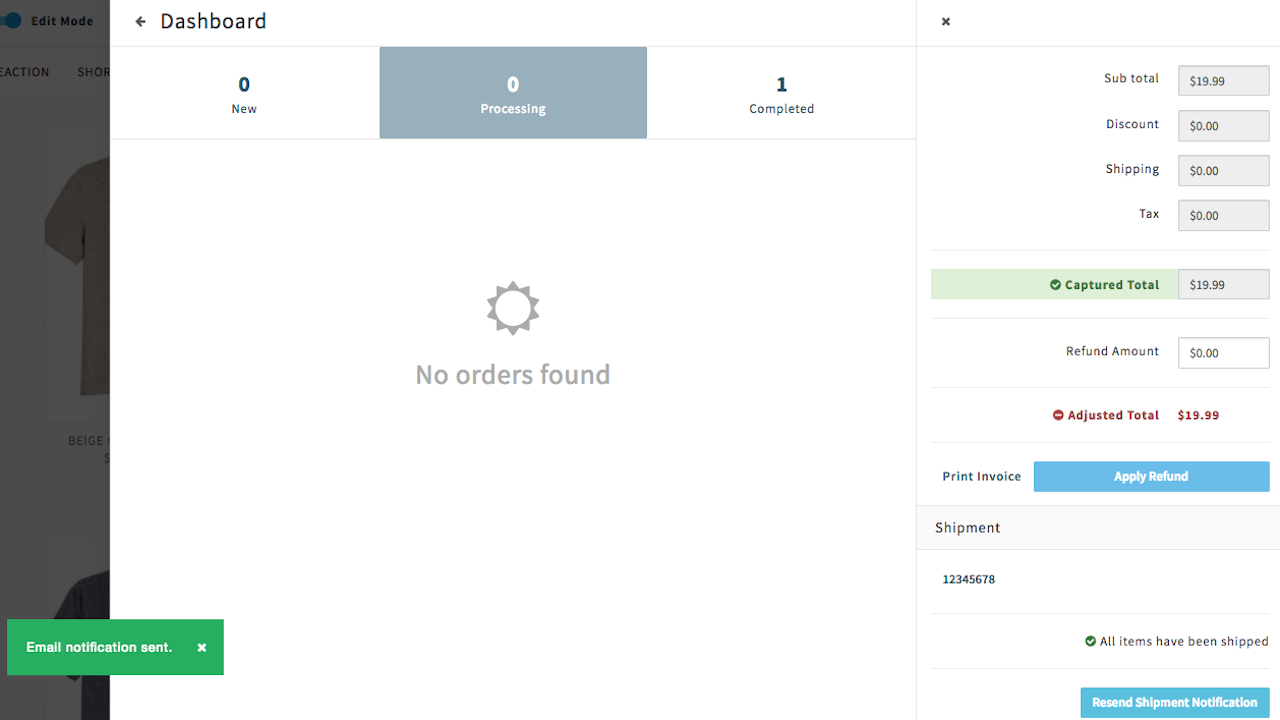 Edit Mode
Dashboard
EACTION SHOR
0
New
0
Processing
1
Completed
No orders found
BEIGE
$
Email notification sent.
Sub total $19.99
Discount $0.00
Shipping $0.00
Tax $0.00
Captured Total $19.99
Refund Amount $0.00
Adjusted Total $19.99
Print Invoice Apply Refund
Shipment
12345678
All items have been shipped
Resend Shipment Notification